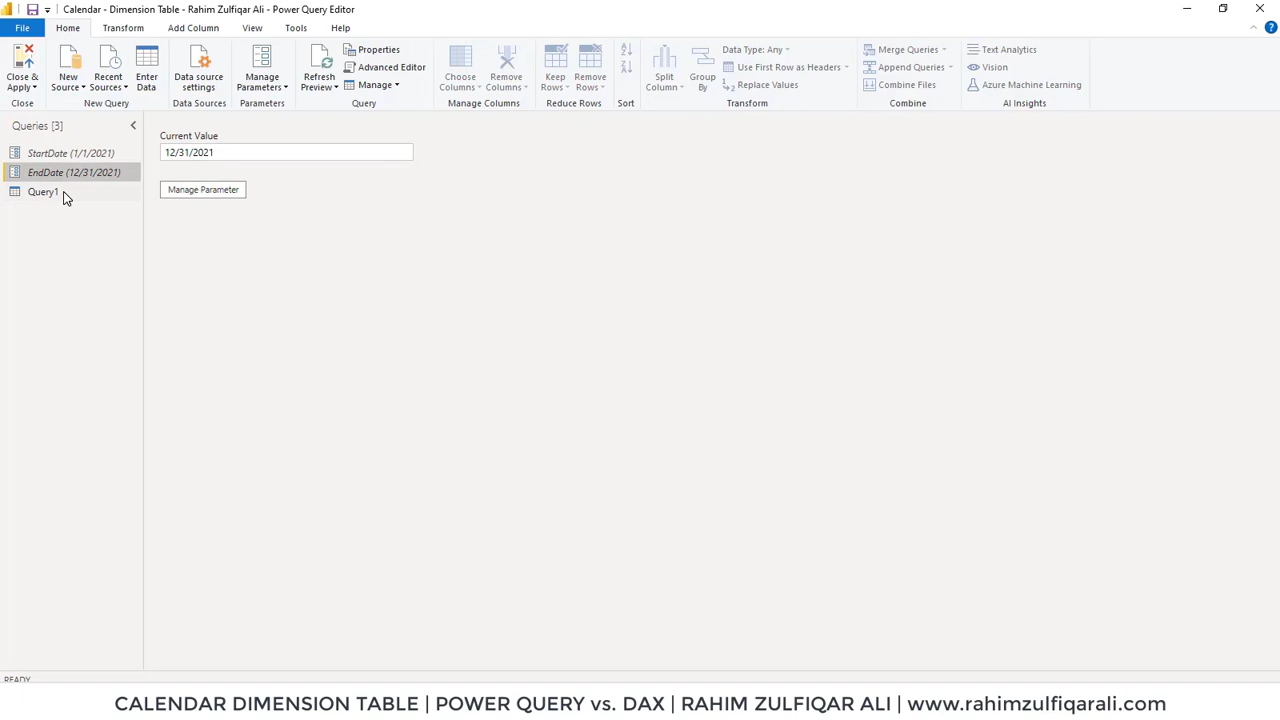 Calendar - Dimension Table - Rahim Zulfiqar Ali - Power Query Editor
File Home Transform Add Column View Tools Help
Close & Apply
New Source
Recent Sources
Enter Data
Data source settings
Manage Parameters
Refresh Preview
Properties
Advanced Editor
Manage
Choose Columns
Remove Columns
Keep Rows
Remove Rows
Split Column
Group By
Data Type: Any
Use First Row as Headers
Replace Values
Merge Queries
Append Queries
Combine Files
Text Analytics
Vision
Azure Machine Learning
Close New Query Data Sources Parameters Query Manage Columns Reduce Rows Sort Transform Combine AI Insights
Queries [3]
StartDate (1/1/2021)
EndDate (12/31/2021)
Query1
Current Value
12/31/2021
Manage Parameter
READY
CALENDAR DIMENSION TABLE | POWER QUERY vs. DAX | RAHIM ZULFIQAR ALI | www.rahimzulfiqarali.com